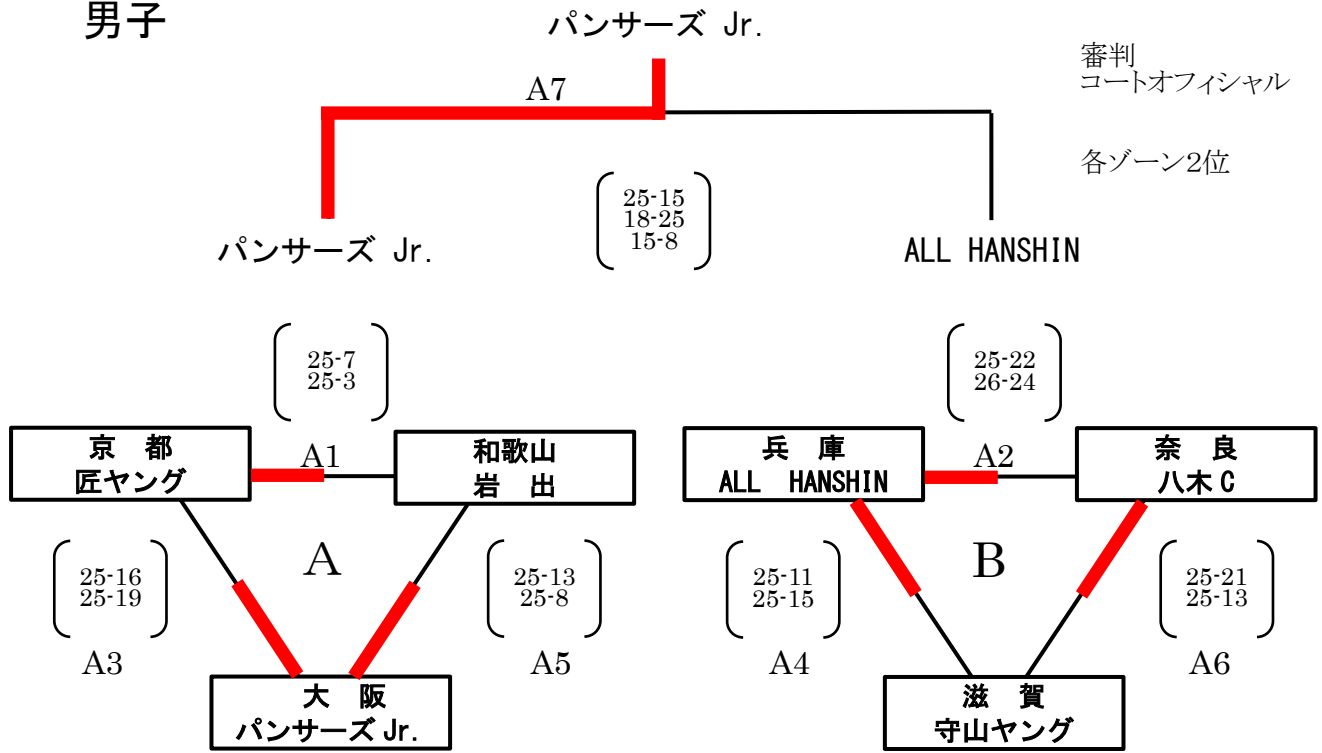 男子
パンサーズ Jr.
審判
コートオフィシャル
A7
各ゾーン2位
25-15
18-25
15-8
パンサーズ Jr.
ALL HANSHIN
25-7
25-3
25-22
26-24
京 都
匠ヤング
A1
和歌山
岩 出
兵 庫
ALL HANSHIN
A2
奈 良
八木C
25-16
25-19
A
25-13
25-8
25-11
25-15
B
25-21
25-13
A3
A5
A4
A6
大 阪
パンサーズJr.
滋 賀
守山ヤング